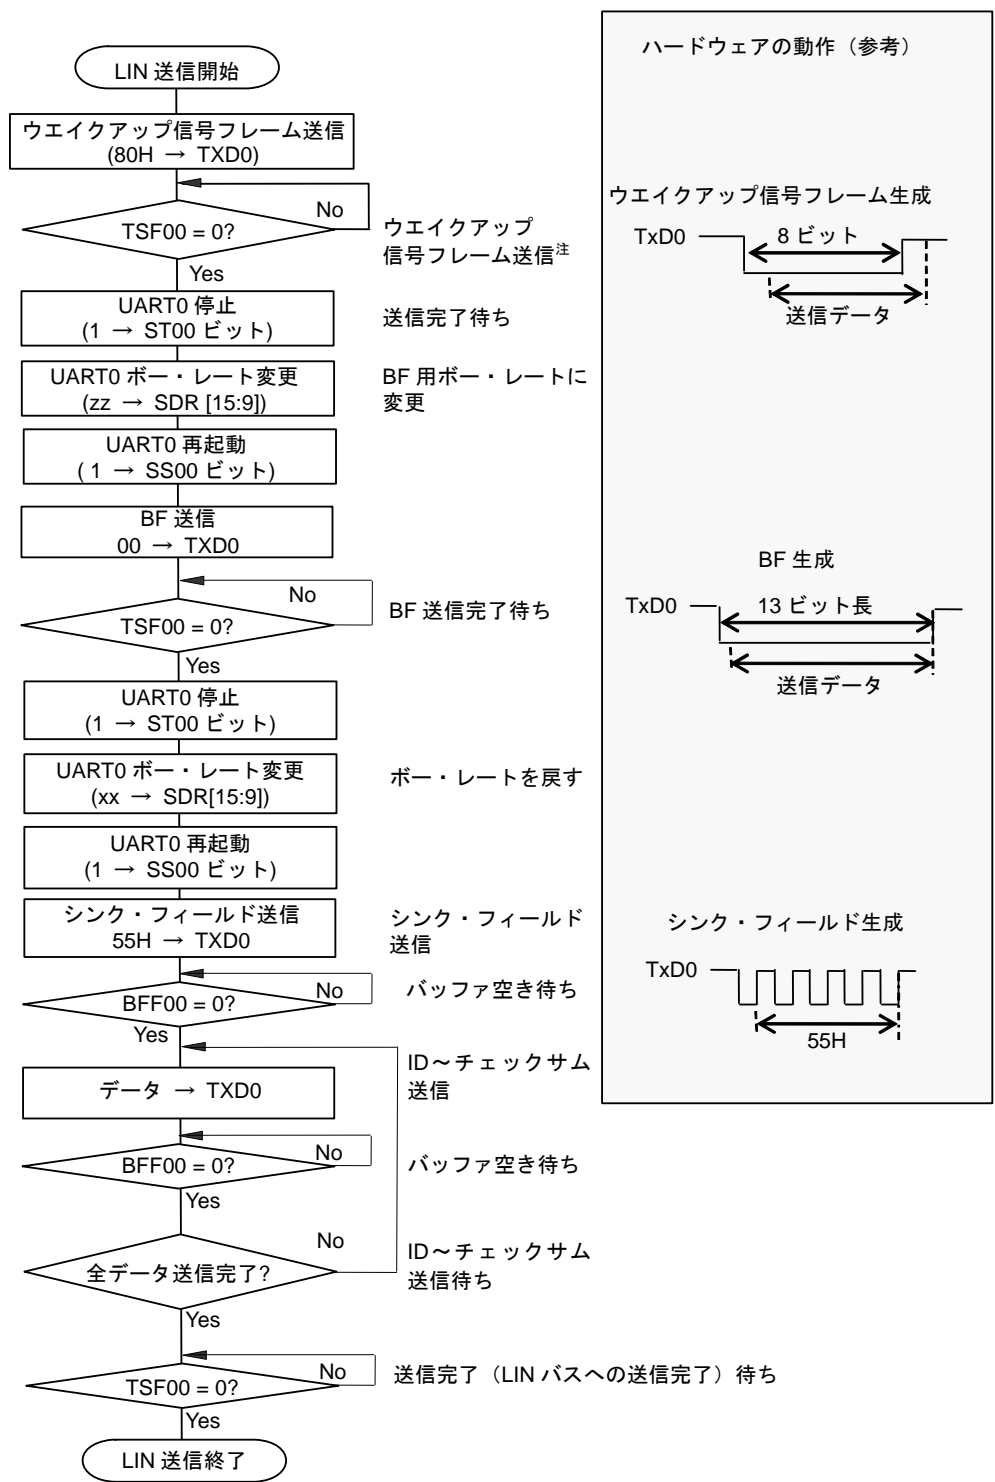 LIN 送信開始
ウエイクアップ信号フレーム送信
(80H → TXD0)
No
TSF00 = 0?
ウエイクアップ
信号フレーム送信注
Yes
UART0 停止
(1 → ST00 ビット)
送信完了待ち
UART0 ボー・レート変更
(zz → SDR [15:9])
BF 用ボー・レートに
変更
UART0 再起動
( 1 → SS00 ビット)
BF 送信
00 → TXD0
No
TSF00 = 0?
BF 送信完了待ち
Yes
UART0 停止
(1 → ST00 ビット)
UART0 ボー・レート変更
(xx → SDR[15:9])
ボー・レートを戻す
UART0 再起動
(1 → SS00 ビット)
シンク・フィールド送信
55H → TXD0
シンク・フィールド
送信
No
BFF00 = 0?
バッファ空き待ち
Yes
ID～チェックサム
送信
データ → TXD0
No
BFF00 = 0?
バッファ空き待ち
Yes
No
全データ送信完了?
ID～チェックサム
送信待ち
Yes
No
TSF00 = 0?
送信完了（LIN バスへの送信完了）待ち
Yes
LIN 送信終了
ハードウェアの動作（参考）
ウエイクアップ信号フレーム生成
TxD0
8 ビット
送信データ
BF 生成
TxD0
13 ビット長
送信データ
シンク・フィールド生成
TxD0
55H